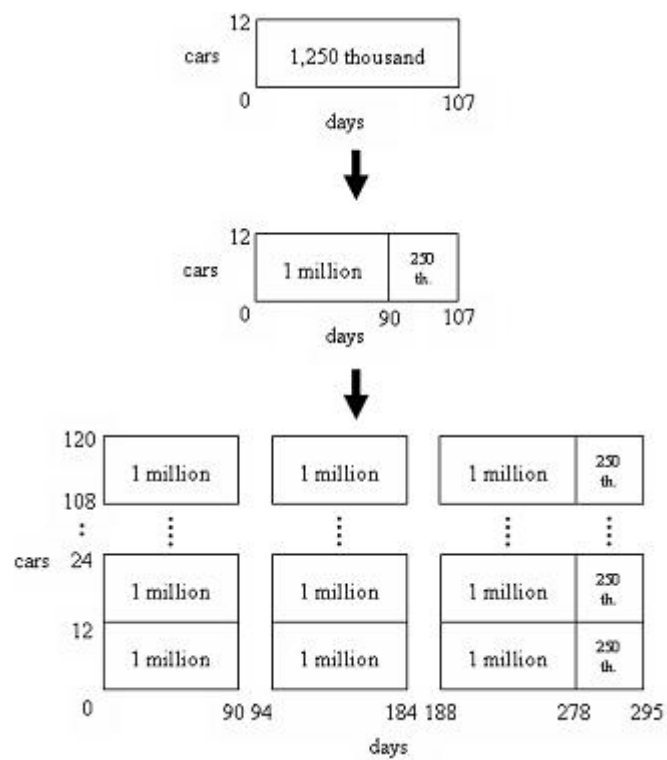 12
cars
1,250 thousand
0
107
days
12
cars
1 million
250
th.
0
90
107
days
120
1 million
1 million
1 million
250
th.
108
cars
24
1 million
1 million
1 million
250
th.
12
1 million
1 million
1 million
250
th.
0
90 94
184 188
278
295
days